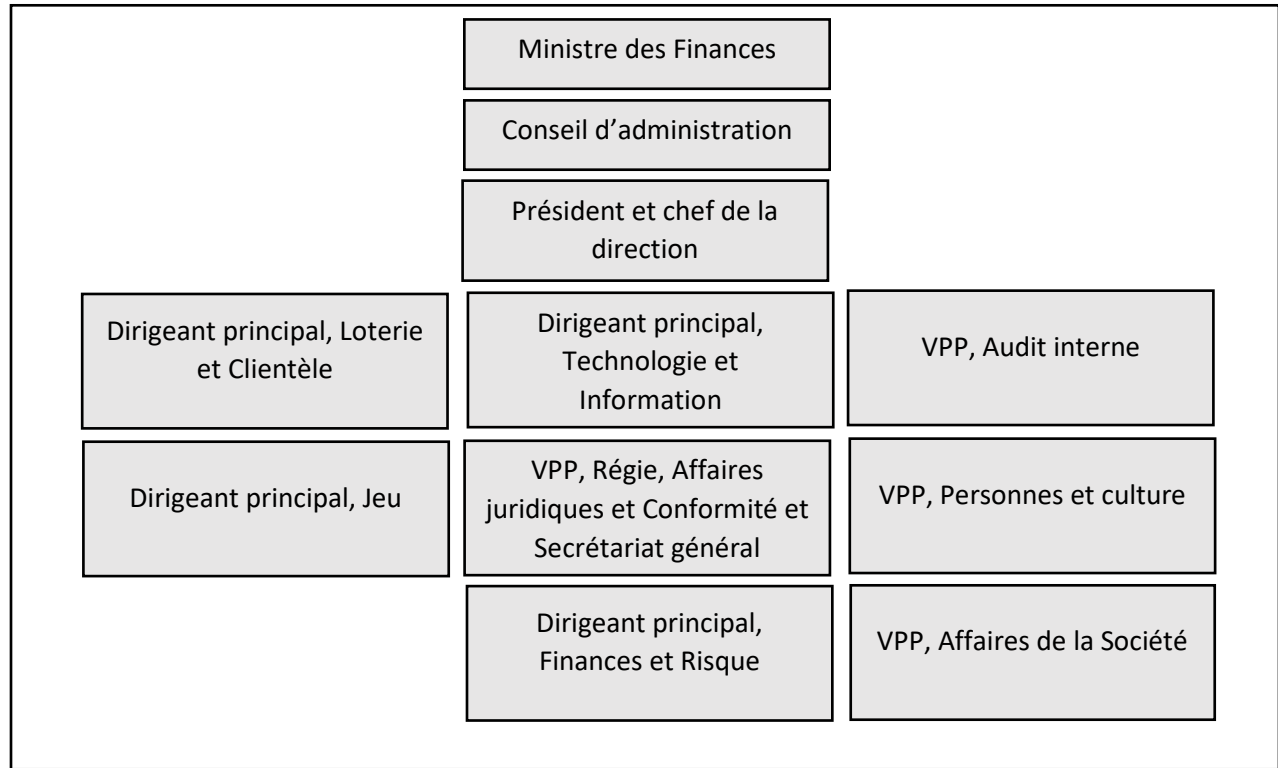 Ministre des Finances
Conseil d’administration
Président et chef de la
direction
Dirigeant principal, Loterie
et Clientèle
Dirigeant principal,
Technologie et
Information
VPP, Audit interne
Dirigeant principal, Jeu
VPP, Régie, Affaires
juridiques et Conformité et
Secrétariat général
VPP, Personnes et culture
Dirigeant principal,
Finances et Risque
VPP, Affaires de la Société